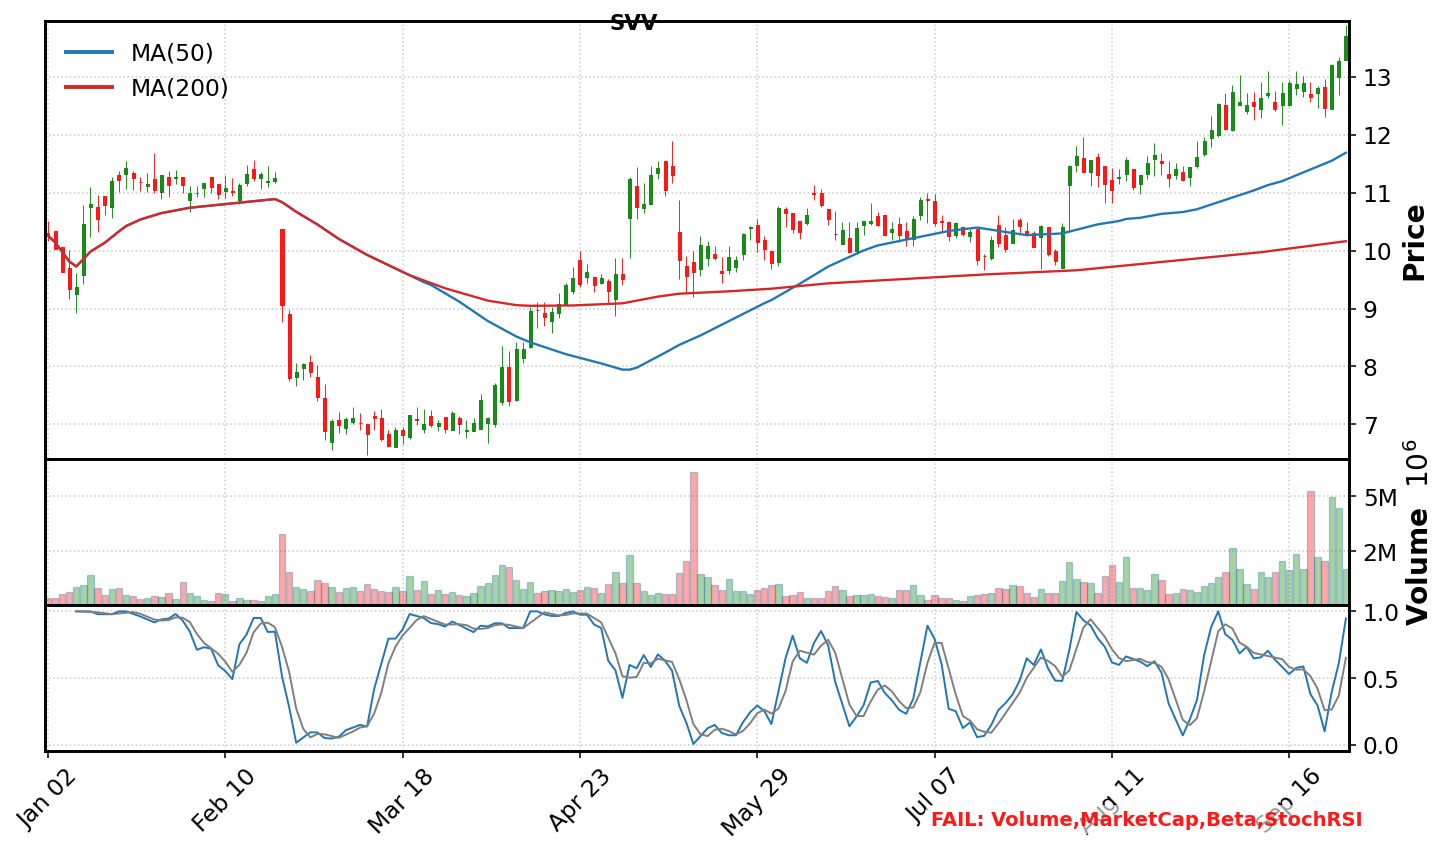 SVV
MA(50)
MA(200)
13
12
11
10
9
8
7
Price
10⁶
5M
2M
Volume
1.0
0.5
0.0
Jan 02
Feb 10
Mar 18
Apr 23
May 29
Jul 07
Aug 11
Sep 16
FAIL: Volume,MarketCap,Beta,StochRSI